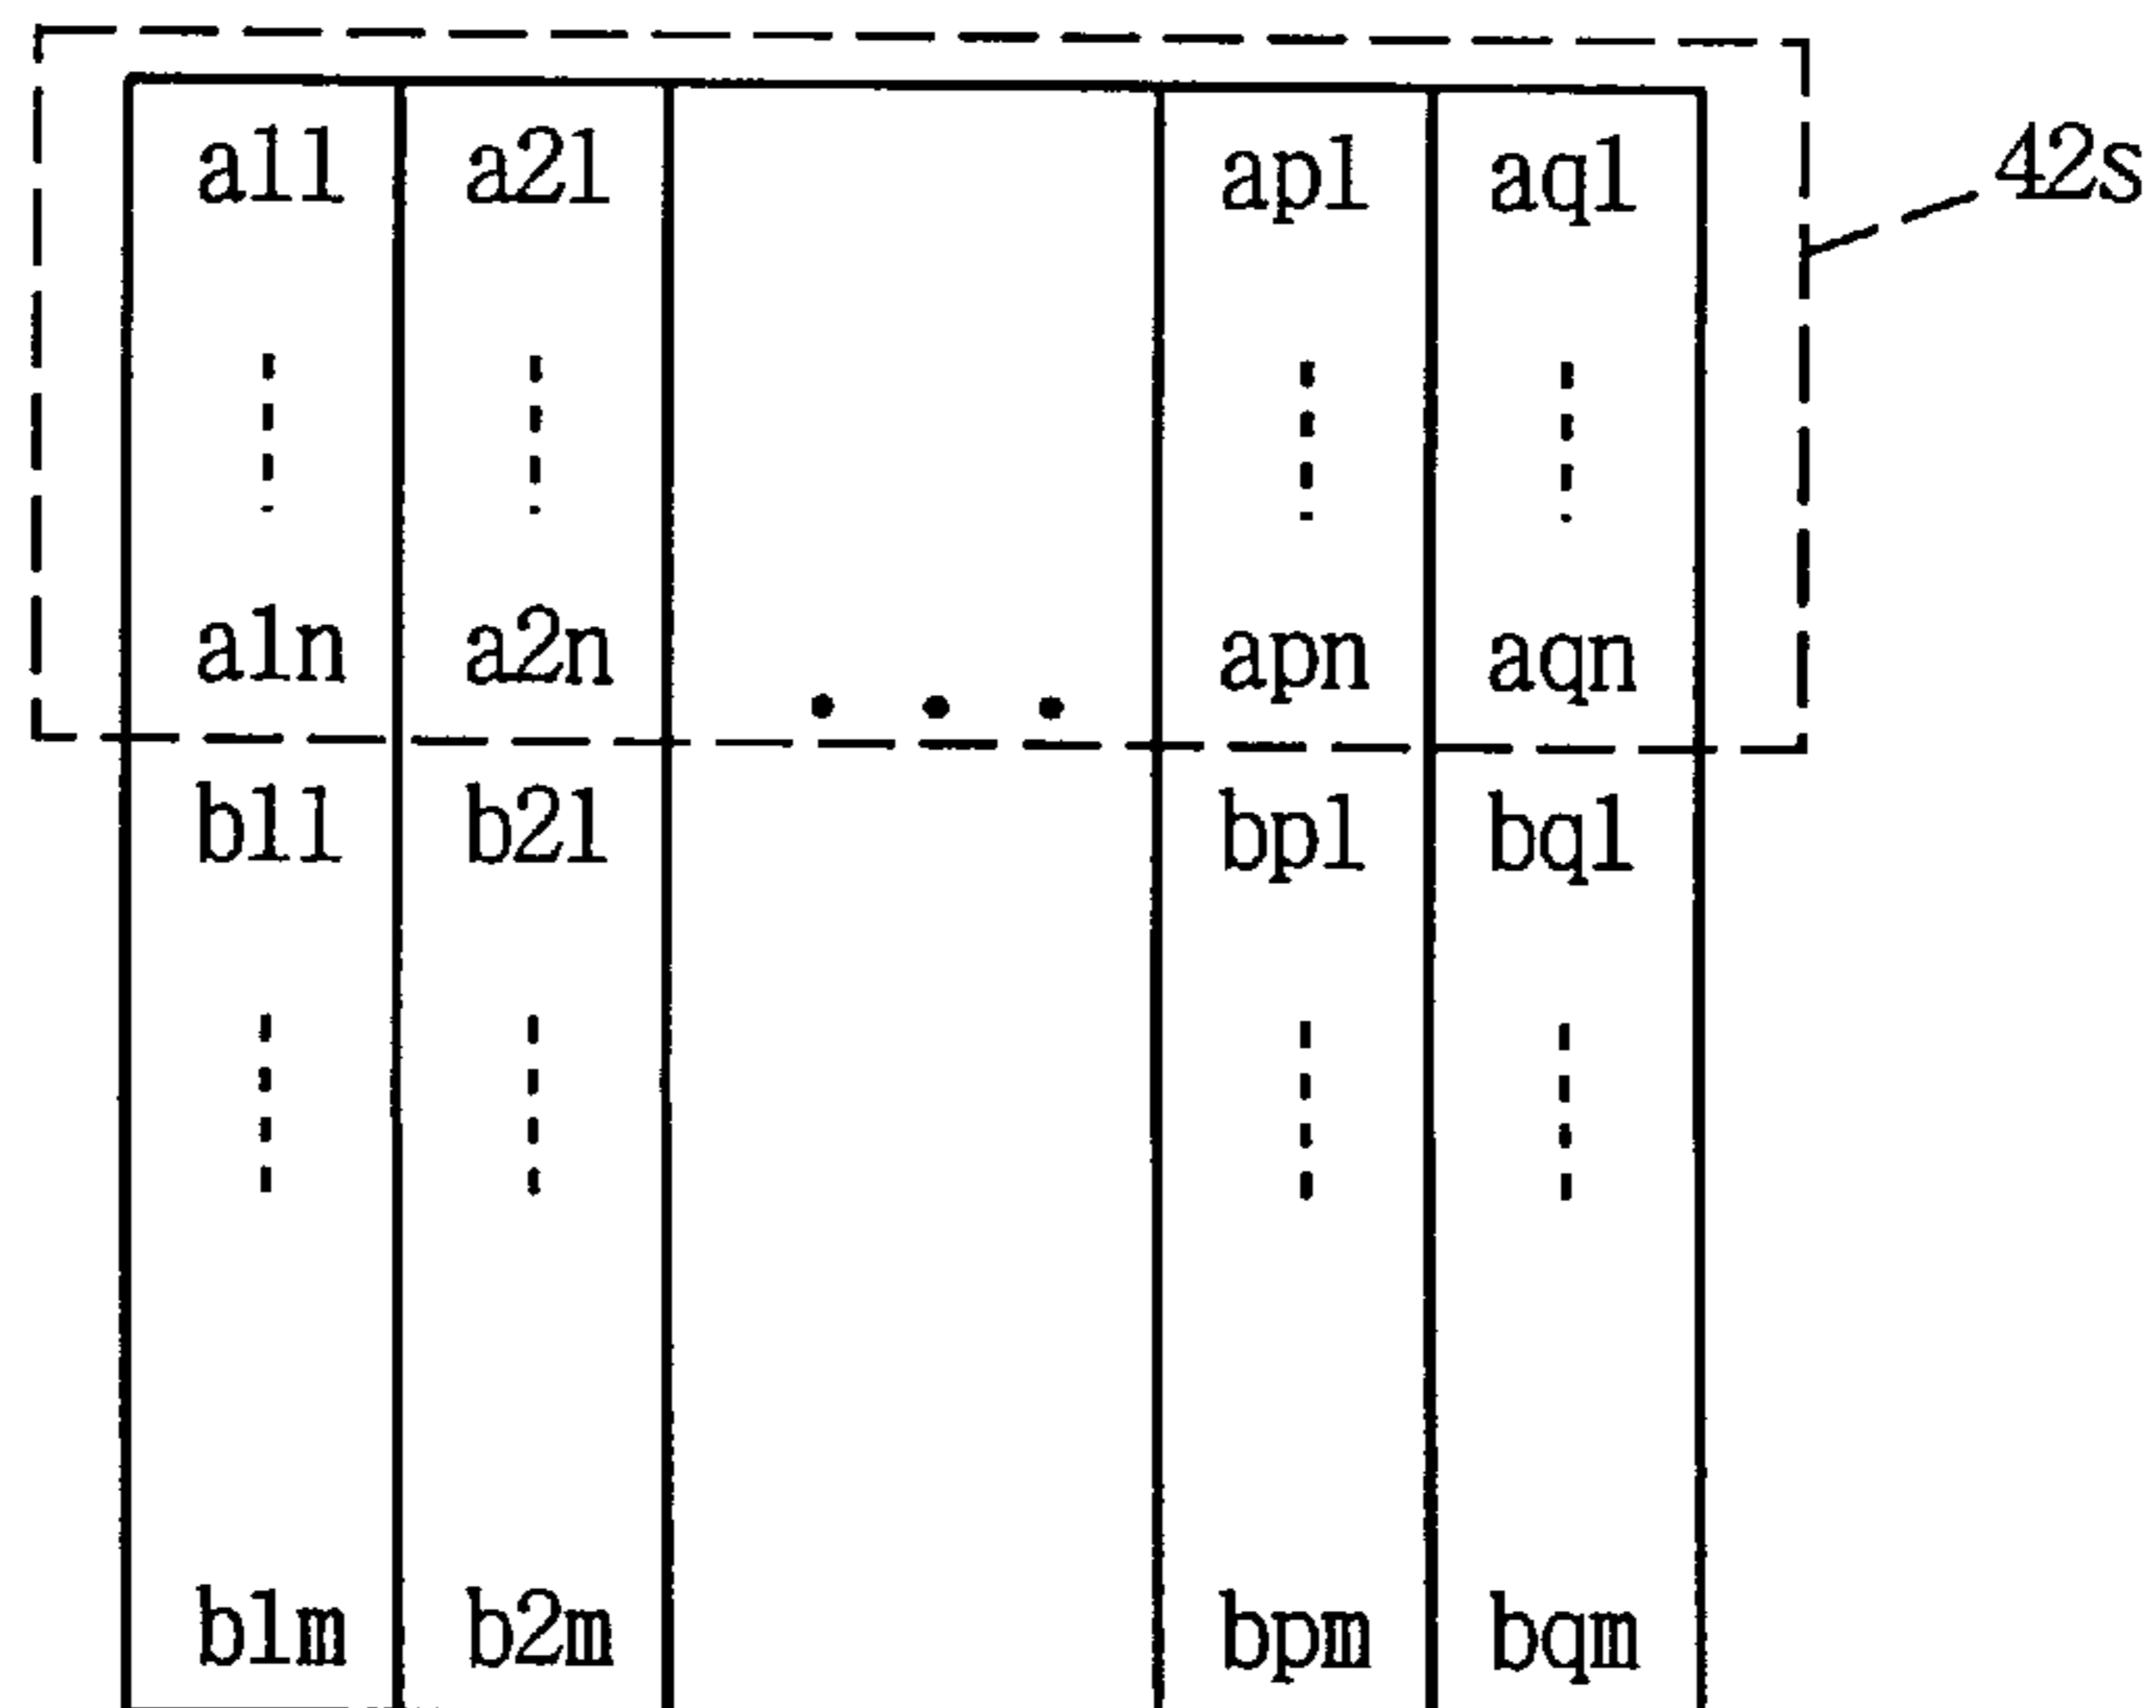 a11 a21 ap1 aq1
42s
a1n a2n apn aqn
b11 b21 bp1 bq1
b1m b2m bpm bqm